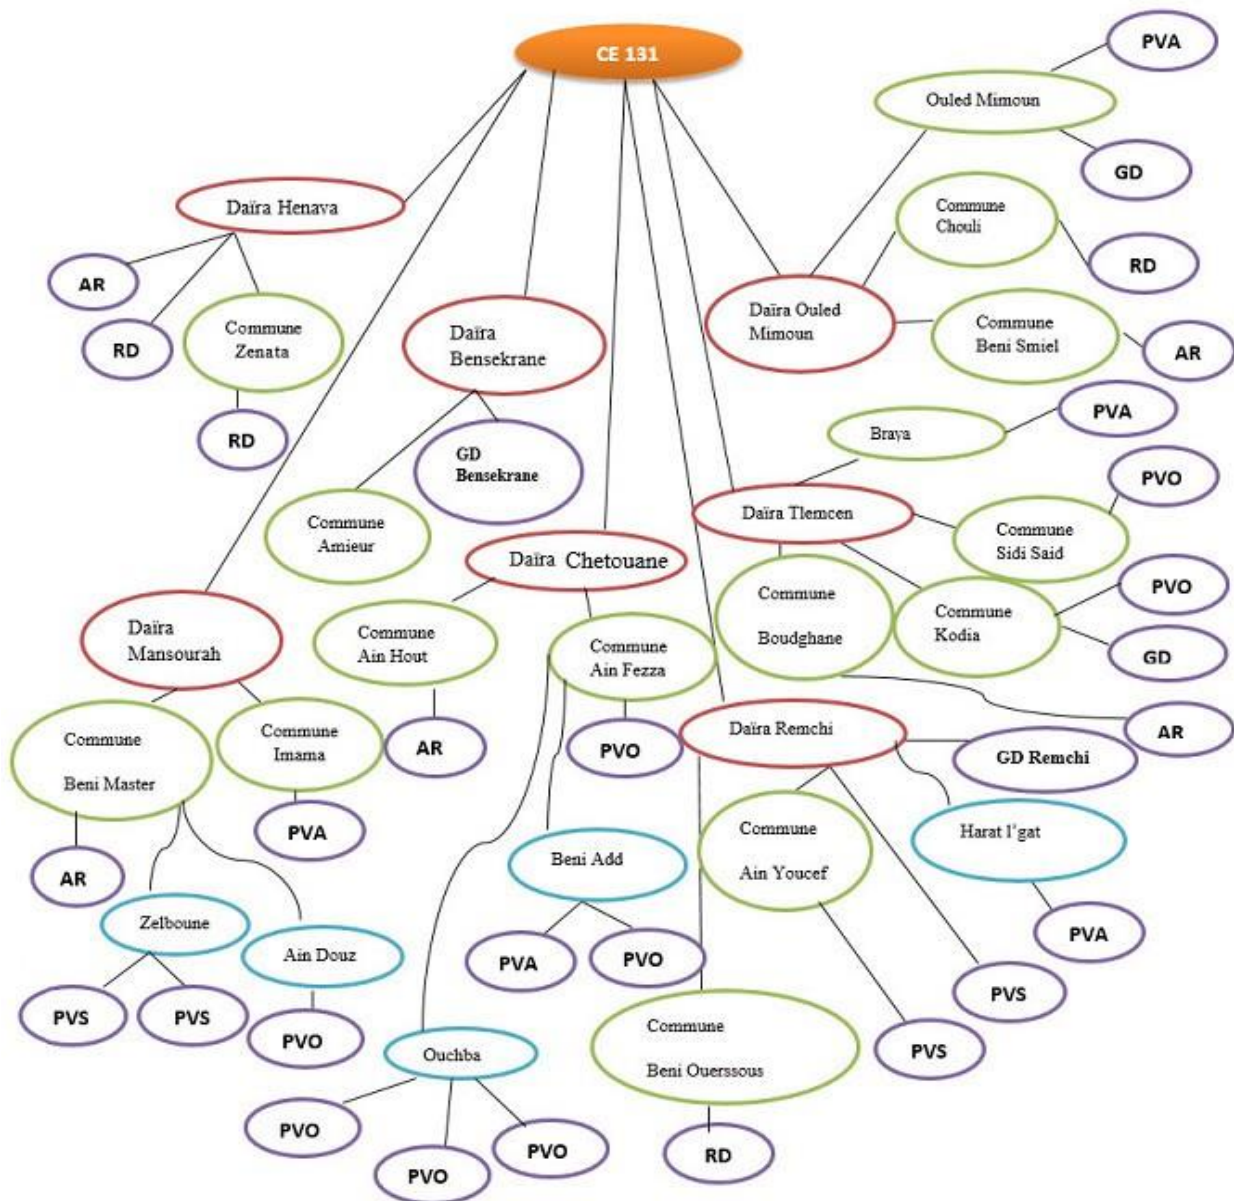 CE 131
PVA
Ouled Mimoun
GD
Daïra Henaya
Commune
Chouli
AR
RD
RD
Commune
Zenata
Daïra
Bensekrane
Daïra Ouled
Mimoun
Commune
Beni Smiel
AR
RD
GD
Bensekrane
Braya
PVA
PVO
Commune
Amieur
Daïra Chetouane
Daïra Tlemcen
Commune
Sidi Said
Commune
Boudghane
Commune
Kodia
PVO
GD
Daïra
Mansourah
Commune
Ain Hout
Commune
Ain Fezza
AR
Commune
Beni Master
Commune
Imama
AR
PVO
Daïra Remchi
GD Remchi
PVA
AR
Beni Add
Commune
Ain Youcef
Harat l’gat
Zelboune
Ain Douz
PVA
PVO
PVA
PVS
PVS
PVS
PVO
Ouchba
Commune
Beni Ouerssous
PVS
PVO
PVO
PVO
RD